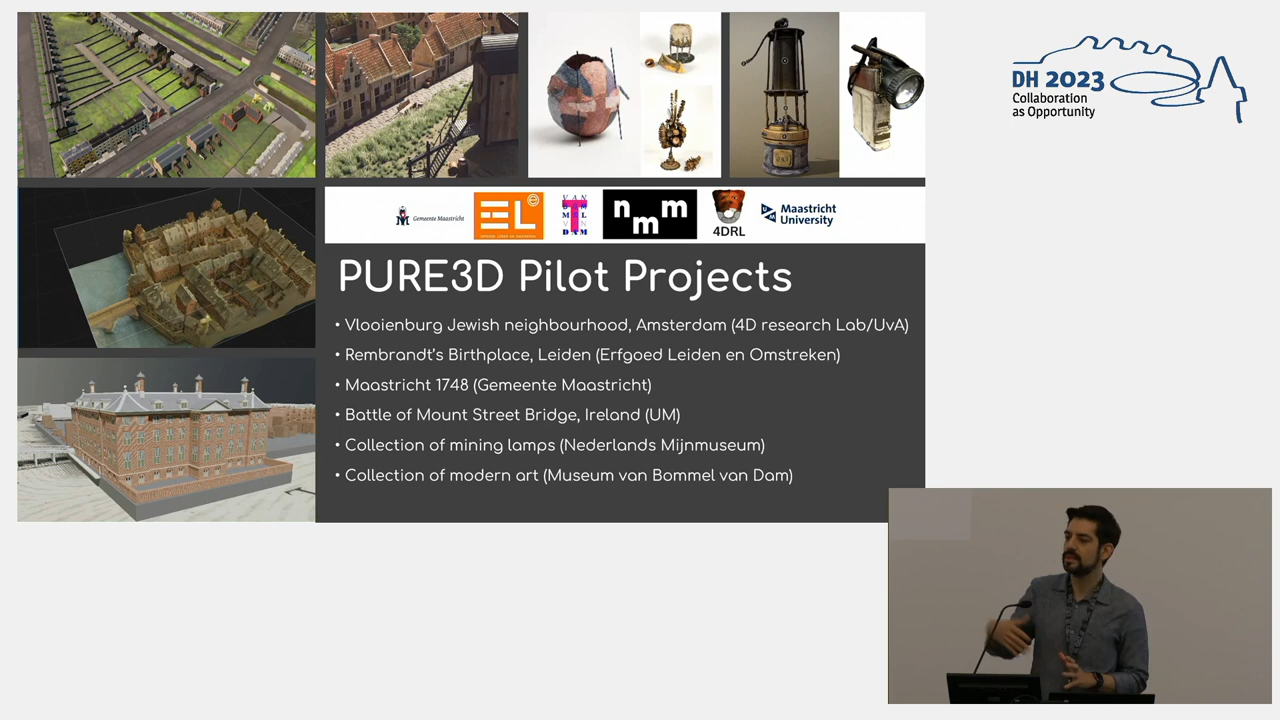 DH 2023
Collaboration
as Opportunity
Gemeente Maastricht
EL
VAN
DAM
nmm
4DRL
Maastricht
University
PURE3D Pilot Projects
• Vlooienburg Jewish neighbourhood, Amsterdam (4D research Lab/UvA)
• Rembrandt's Birthplace, Leiden (Erfgoed Leiden en Omstreken)
• Maastricht 1748 (Gemeente Maastricht)
• Battle of Mount Street Bridge, Ireland (UM)
• Collection of mining lamps (Nederlands Mijnmuseum)
• Collection of modern art (Museum van Bommel van Dam)